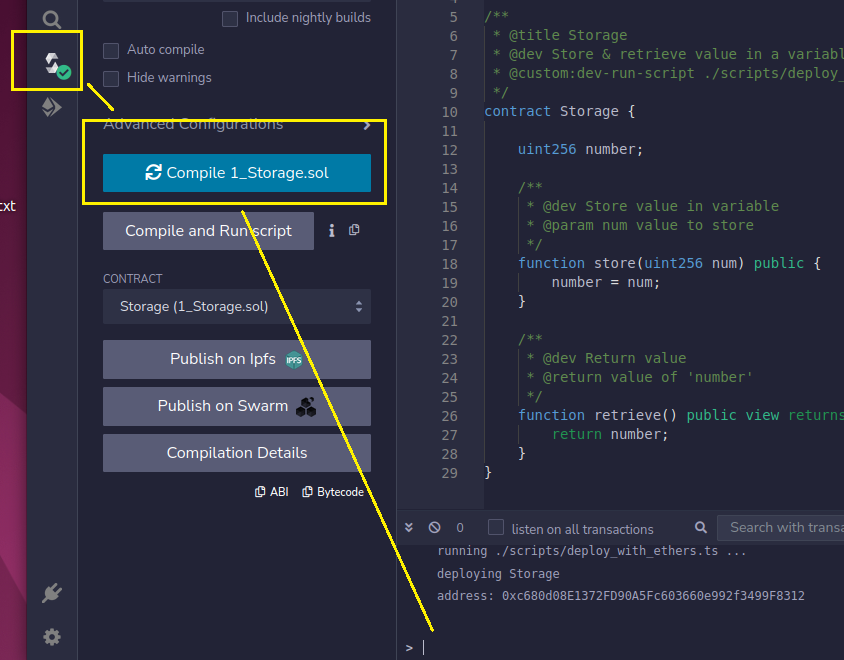 Include nightly builds
Auto compile
Hide warnings
Advanced Configurations
Compile 1_Storage.sol
txt
Compile and Run script
CONTRACT
Storage (1_Storage.sol)
Publish on Ipfs IPFS
Publish on Swarm
Compilation Details
ABI Bytecode
5 /**
6 * @title Storage
7 * @dev Store & retrieve value in a variabl
8 * @custom:dev-run-script ./scripts/deploy_
9 */
10 contract Storage {
11
12 uint256 number;
13
14 /**
15 * @dev Store value in variable
16 * @param num value to store
17 */
18 function store(uint256 num) public {
19 number = num;
20 }
21
22 /**
23 * @dev Return value
24 * @return value of 'number'
25 */
26 function retrieve() public view returns
27 return number;
28 }
29 }
0 listen on all transactions Search with transa
running ./scripts/deploy_with_ethers.ts ...
deploying Storage
address: 0xc680d08E1372FD90A5Fc603660e992f3499F8312
>